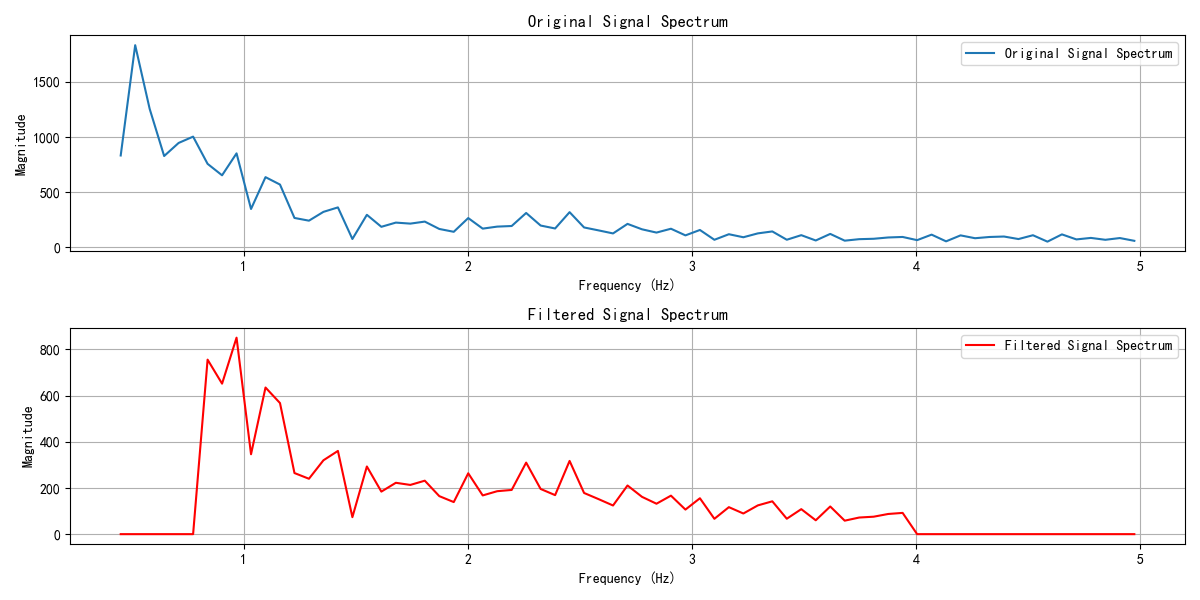 Original Signal Spectrum
Original Signal Spectrum
1500
1000
500
0
Magnitude
1 2 3 4 5
Frequency (Hz)
Filtered Signal Spectrum
Filtered Signal Spectrum
800
600
400
200
0
Magnitude
1 2 3 4 5
Frequency (Hz)